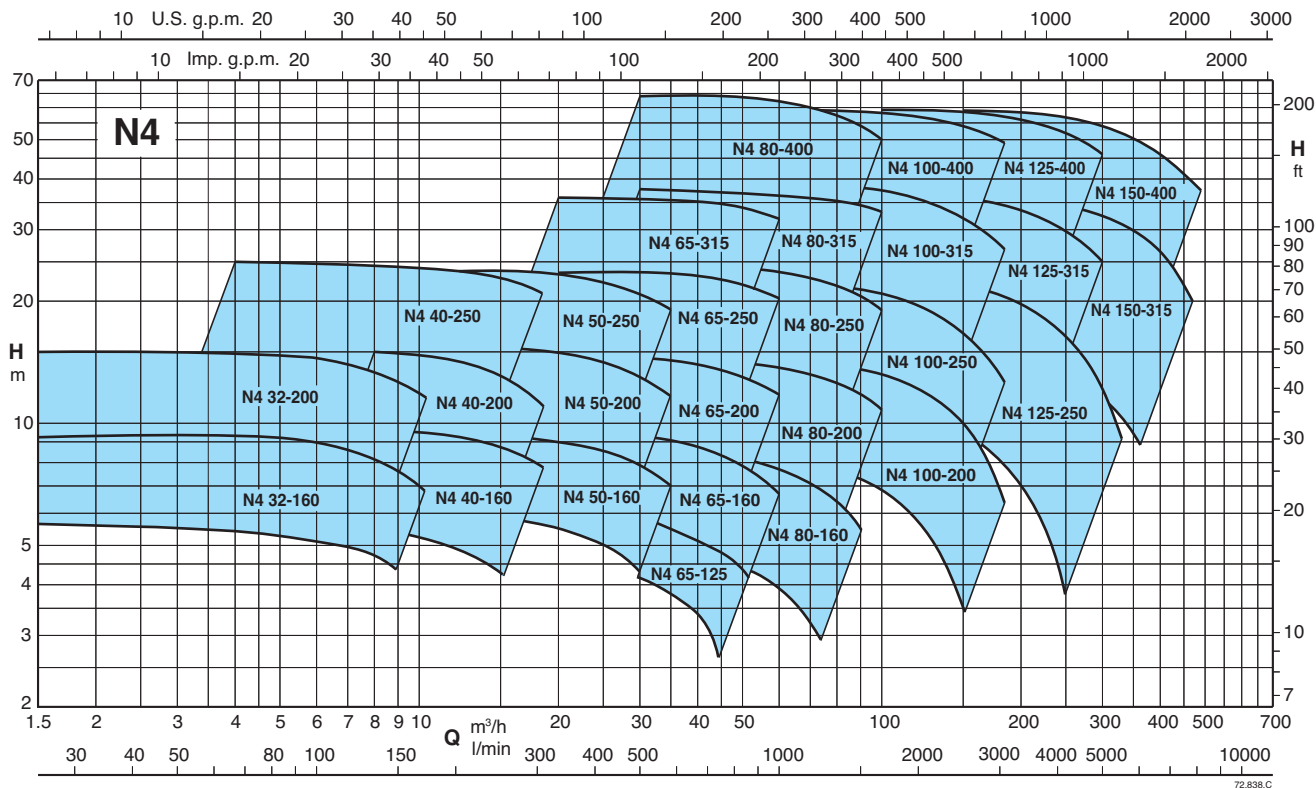 10 U.S. g.p.m. 20 30 40 50 100 200 300 400 500 1000 2000 3000
10 Imp. g.p.m. 20 30 40 50 100 200 300 400 500 1000 2000
N4
70
50
40
30
20
H
m
10
5
4
3
2
200
H
ft
100
90
80
70
60
50
40
30
20
10
7
N4 80-400
N4 100-400
N4 125-400
N4 150-400
N4 65-315
N4 80-315
N4 100-315
N4 125-315
N4 150-315
N4 40-250
N4 50-250
N4 65-250
N4 80-250
N4 100-250
N4 125-250
N4 32-200
N4 40-200
N4 50-200
N4 65-200
N4 80-200
N4 100-200
N4 32-160
N4 40-160
N4 50-160
N4 65-160
N4 80-160
N4 65-125
1.5 2 3 4 5 6 7 8 9 10 20 30 40 50 100 200 300 400 500 700
Q m³/h
l/min
30 40 50 80 100 150 300 400 500 1000 2000 3000 4000 5000 10000
72.838.C